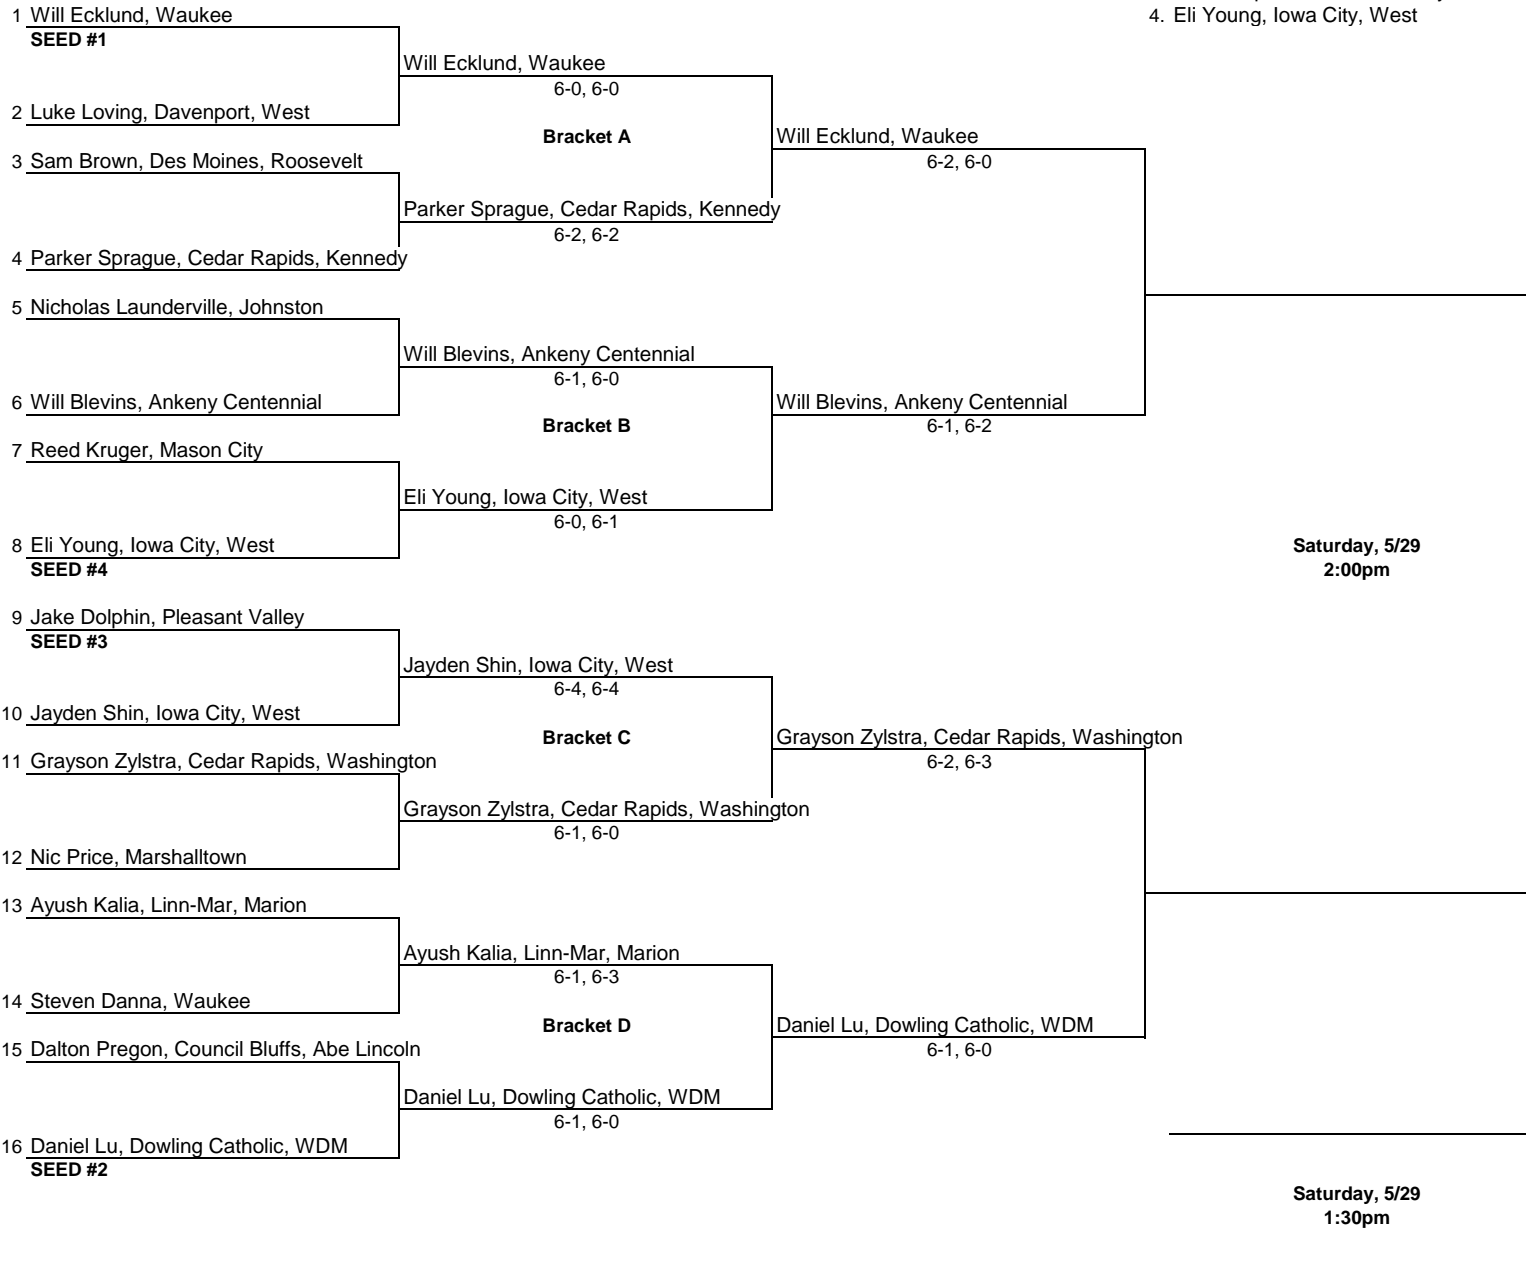 1 Will Ecklund, Waukee
4. Eli Young, Iowa City, West
SEED #1
Will Ecklund, Waukee
6-0, 6-0
2 Luke Loving, Davenport, West
Bracket A
Will Ecklund, Waukee
3 Sam Brown, Des Moines, Roosevelt
6-2, 6-0
Parker Sprague, Cedar Rapids, Kennedy
6-2, 6-2
4 Parker Sprague, Cedar Rapids, Kennedy
5 Nicholas Launderville, Johnston
Will Blevins, Ankeny Centennial
6-1, 6-0
6 Will Blevins, Ankeny Centennial
Will Blevins, Ankeny Centennial
Bracket B
6-1, 6-2
7 Reed Kruger, Mason City
Eli Young, Iowa City, West
6-0, 6-1
8 Eli Young, Iowa City, West
Saturday, 5/29
SEED #4
2:00pm
9 Jake Dolphin, Pleasant Valley
SEED #3
Jayden Shin, Iowa City, West
6-4, 6-4
10 Jayden Shin, Iowa City, West
Bracket C
Grayson Zylstra, Cedar Rapids, Washington
11 Grayson Zylstra, Cedar Rapids, Washington
6-2, 6-3
Grayson Zylstra, Cedar Rapids, Washington
6-1, 6-0
12 Nic Price, Marshalltown
13 Ayush Kalia, Linn-Mar, Marion
Ayush Kalia, Linn-Mar, Marion
6-1, 6-3
14 Steven Danna, Waukee
Bracket D
Daniel Lu, Dowling Catholic, WDM
15 Dalton Pregon, Council Bluffs, Abe Lincoln
6-1, 6-0
Daniel Lu, Dowling Catholic, WDM
6-1, 6-0
16 Daniel Lu, Dowling Catholic, WDM
SEED #2
Saturday, 5/29
1:30pm